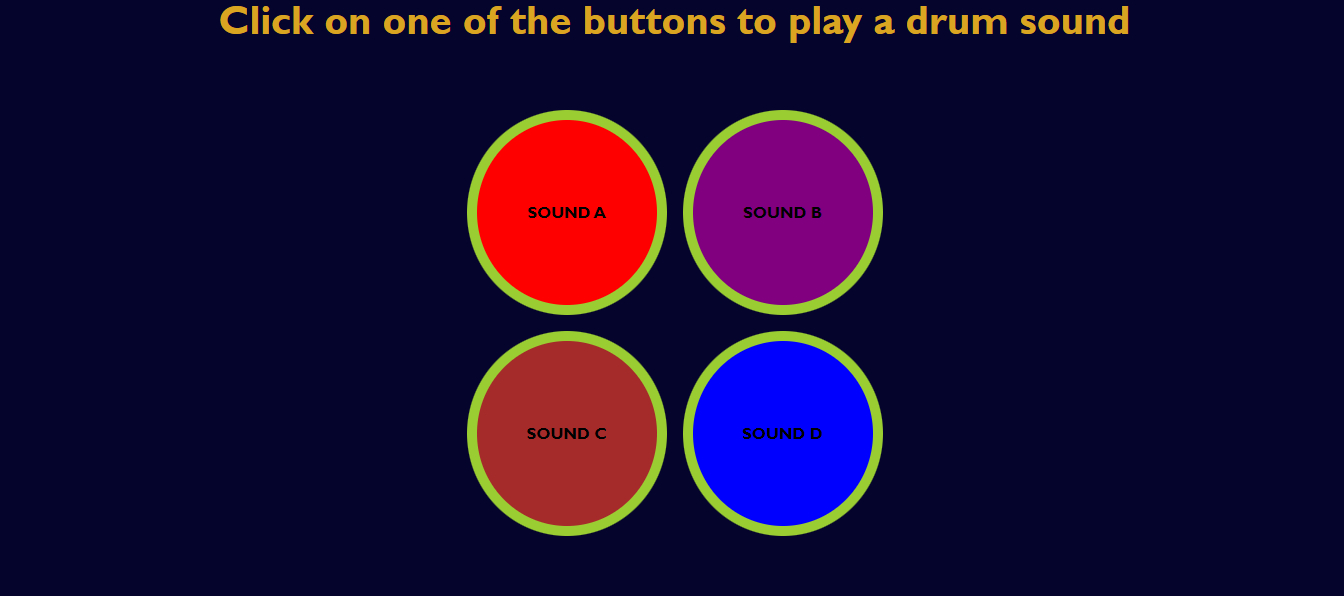 Click on one of the buttons to play a drum sound
SOUND A
SOUND B
SOUND C
SOUND D